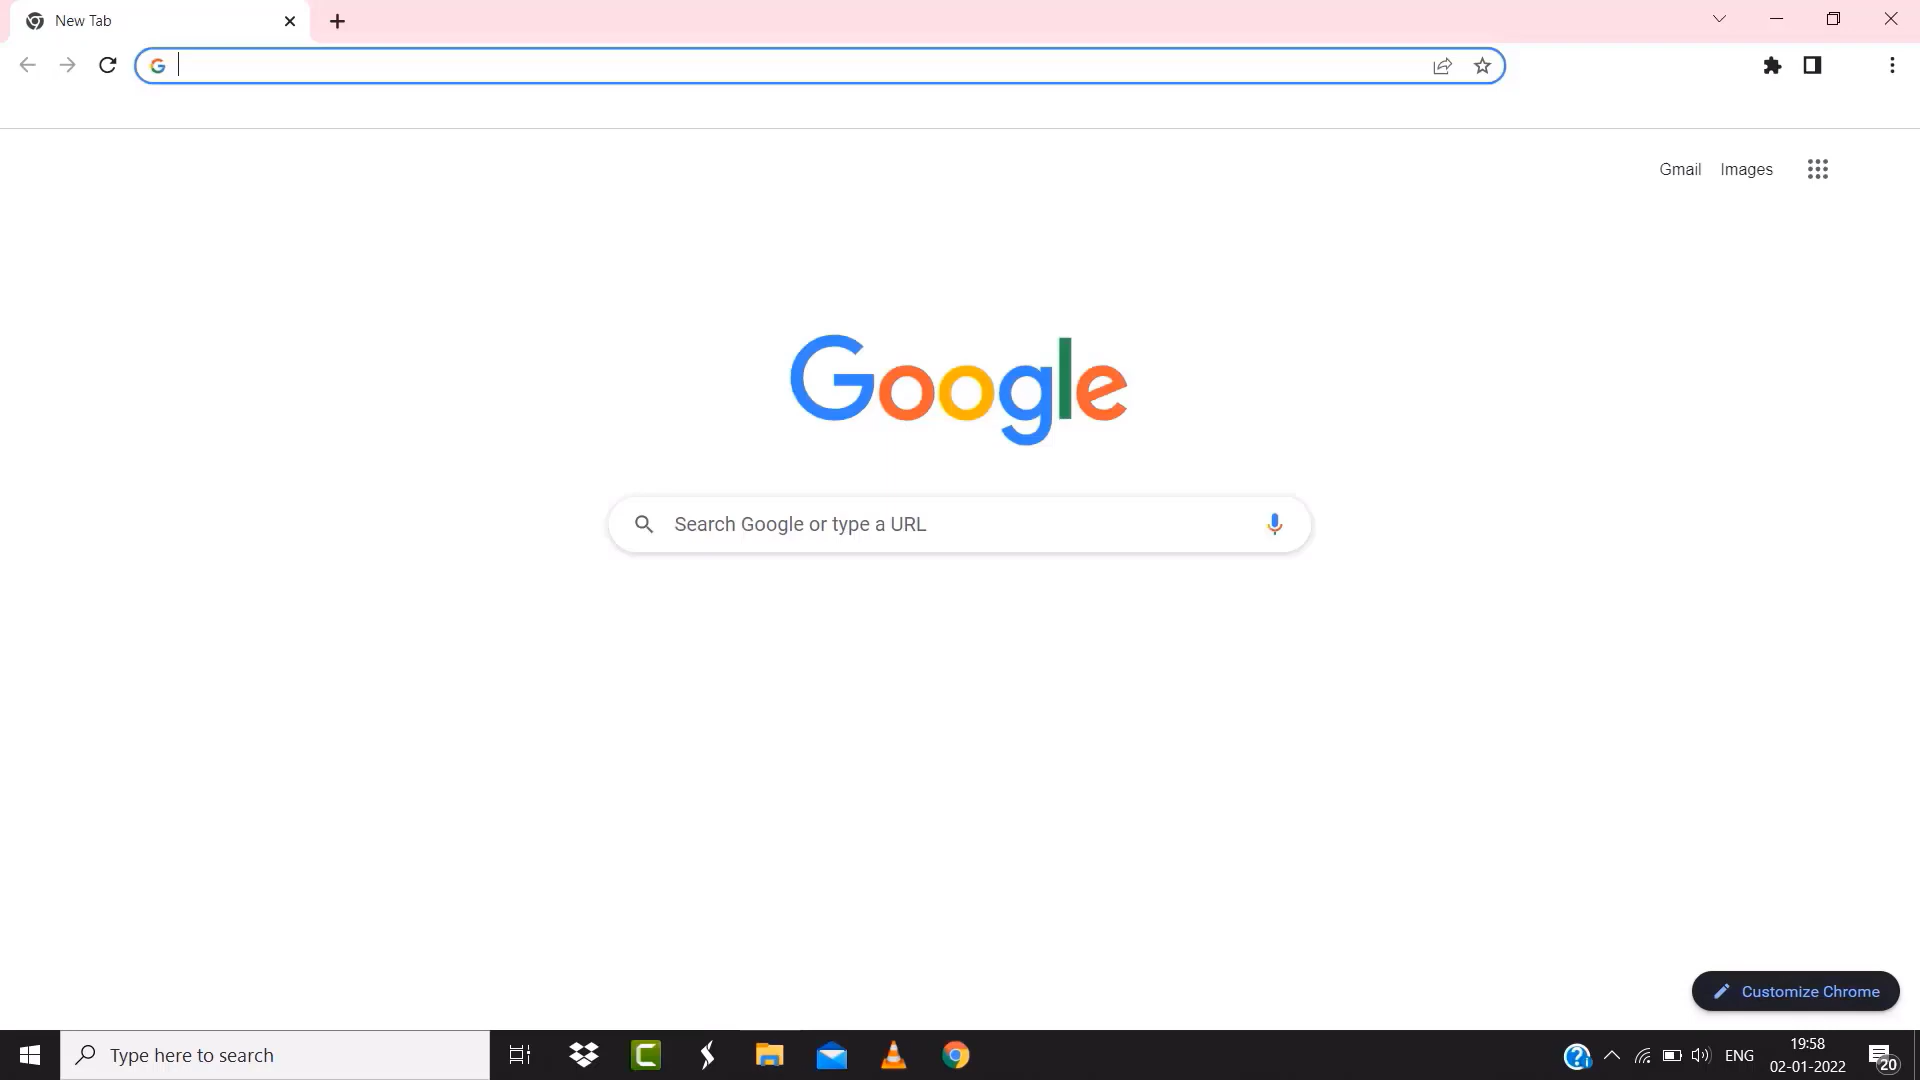 New Tab
Gmail Images
Google
Search Google or type a URL
Customize Chrome
Type here to search
ENG
19:58
02-01-2022
20